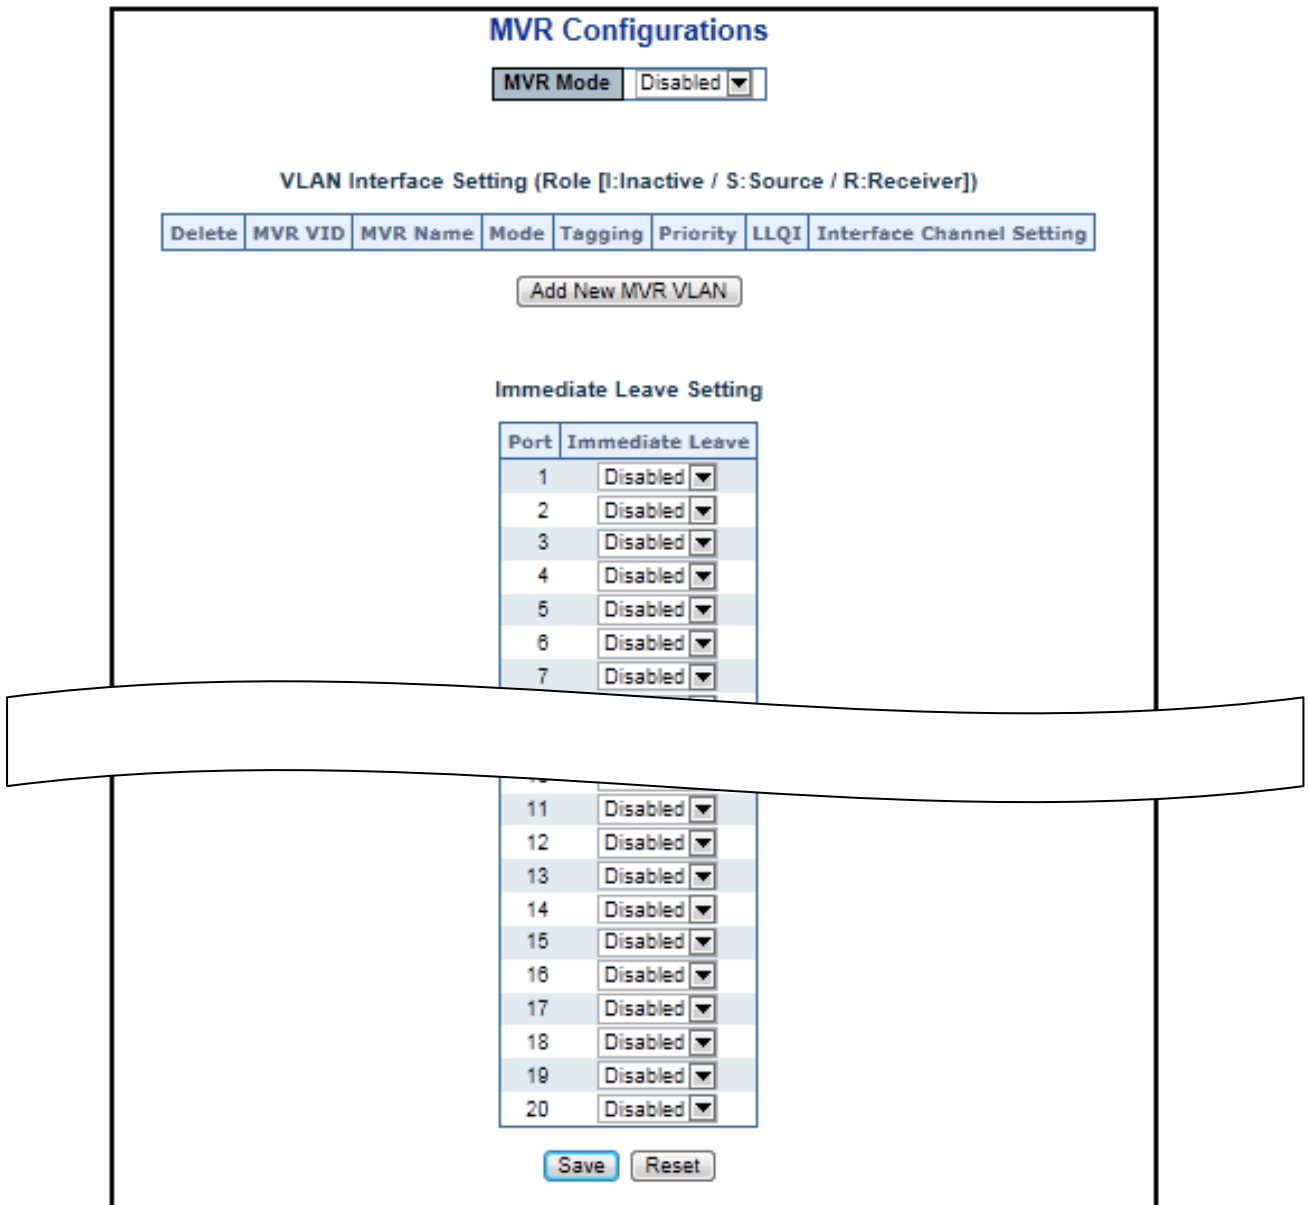 MVR Configurations
MVR Mode Disabled
VLAN Interface Setting (Role [I:Inactive / S:Source / R:Receiver])
Delete MVR VID MVR Name Mode Tagging Priority LLQI Interface Channel Setting
Add New MVR VLAN
Immediate Leave Setting
Port Immediate Leave
1 Disabled
2 Disabled
3 Disabled
4 Disabled
5 Disabled
6 Disabled
7 Disabled
11 Disabled
12 Disabled
13 Disabled
14 Disabled
15 Disabled
16 Disabled
17 Disabled
18 Disabled
19 Disabled
20 Disabled
Save Reset